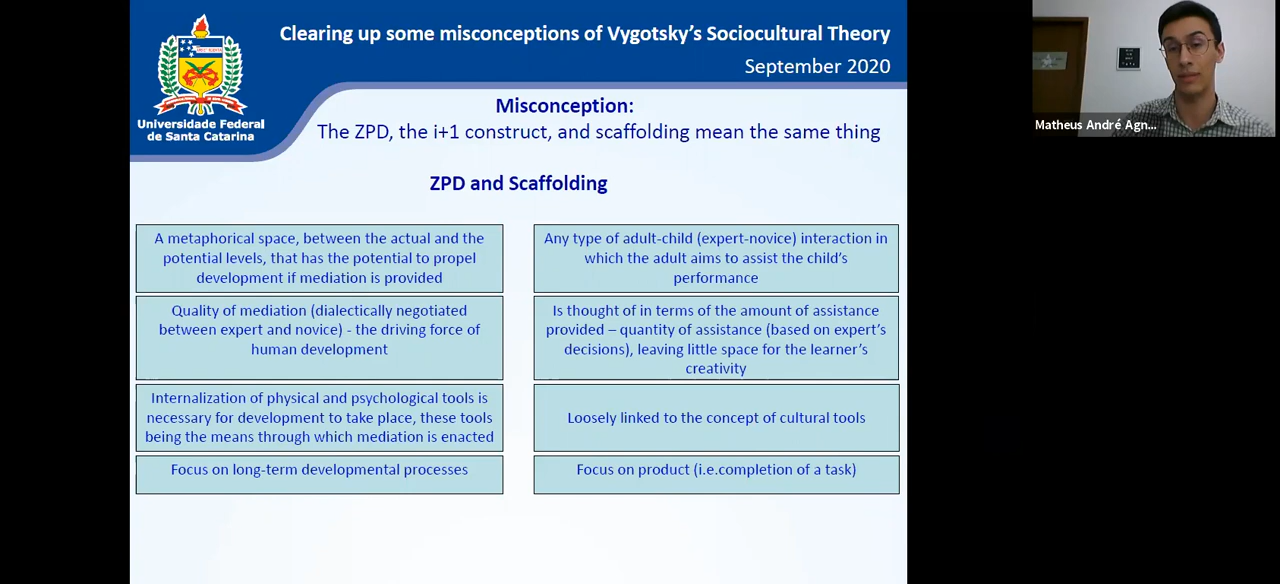 Clearing up some misconceptions of Vygotsky's Sociocultural Theory
September 2020
Universidade Federal
de Santa Catarina
Misconception:
The ZPD, the i+1 construct, and scaffolding mean the same thing
ZPD and Scaffolding
A metaphorical space, between the actual and the
potential levels, that has the potential to propel
development if mediation is provided
Any type of adult-child (expert-novice) interaction in
which the adult aims to assist the child's
performance
Quality of mediation (dialectically negotiated
between expert and novice) - the driving force of
human development
Is thought of in terms of the amount of assistance
provided – quantity of assistance (based on expert's
decisions), leaving little space for the learner's
creativity
Internalization of physical and psychological tools is
necessary for development to take place, these tools
being the means through which mediation is enacted
Loosely linked to the concept of cultural tools
Focus on long-term developmental processes
Focus on product (i.e.completion of a task)
Matheus André Agn...